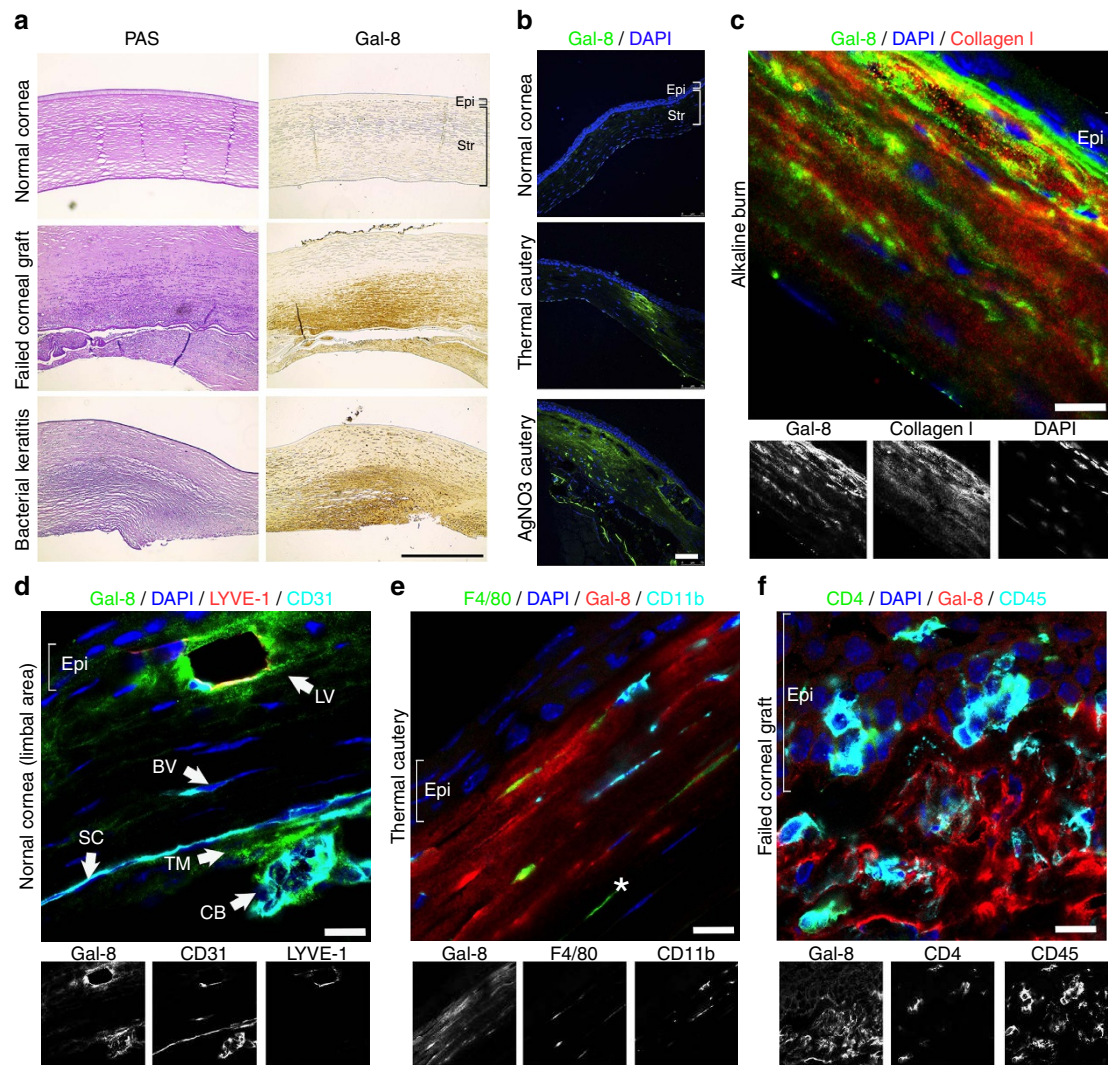 a
PAS
Gal-8
Normal cornea
Epi
Str
Failed corneal graft
Bacterial keratitis
b
Gal-8 / DAPI
Normal cornea
Epi
Str
Thermal cautery
AgNO3 cautery
c
Gal-8 / DAPI / Collagen I
Alkaline burn
Epi
Gal-8
Collagen I
DAPI
d
Gal-8 / DAPI / LYVE-1 / CD31
Nornal cornea (limbal area)
Epi
LV
BV
SC
TM
CB
Gal-8
CD31
LYVE-1
e
F4/80 / DAPI / Gal-8 / CD11b
Thermal cautery
Epi
*
Gal-8
F4/80
CD11b
f
CD4 / DAPI / Gal-8 / CD45
Failed corneal graft
Epi
Gal-8
CD4
CD45